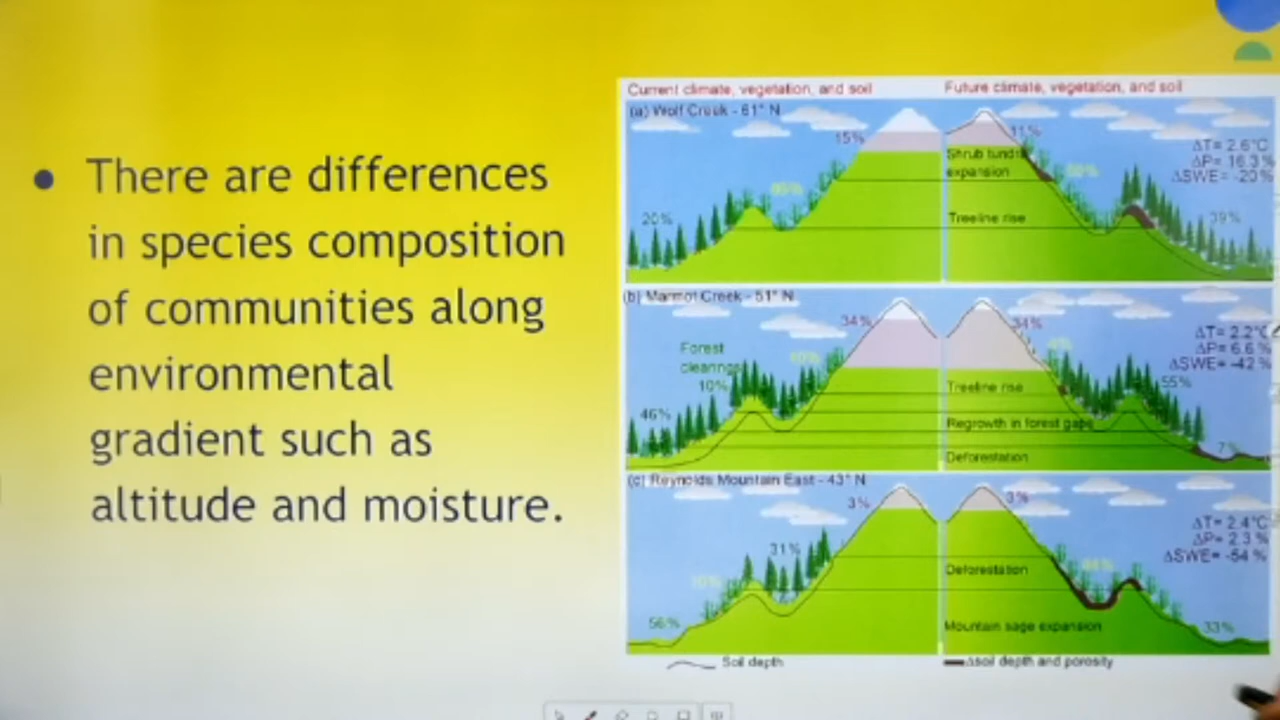 • There are differences
in species composition
of communities along
environmental
gradient such as
altitude and moisture.
Current climate, vegetation, and soil
Future climate, vegetation, and soil
(a) Wolf Creek - 61° N
15%
20%
11%
Shrub tundra
expansion
Treeline rise
ΔT= 2.6°C
ΔP= 16.3%
ΔSWE= -20%
39%
(b) Marmot Creek - 51° N
34%
Forest
clearings
10%
46%
34%
Treeline rise
Regrowth in forest gaps
Deforestation
ΔT= 2.2°C
ΔP= 6.6 %
ΔSWE= -42 %
55%
7%
(c) Reynolds Mountain East - 43° N
3%
31%
56%
3%
Deforestation
Mountain sage expansion
ΔT= 2.4°C
ΔP= 2.3 %
ΔSWE= -54 %
33%
Soil depth
Δsoil depth and porosity